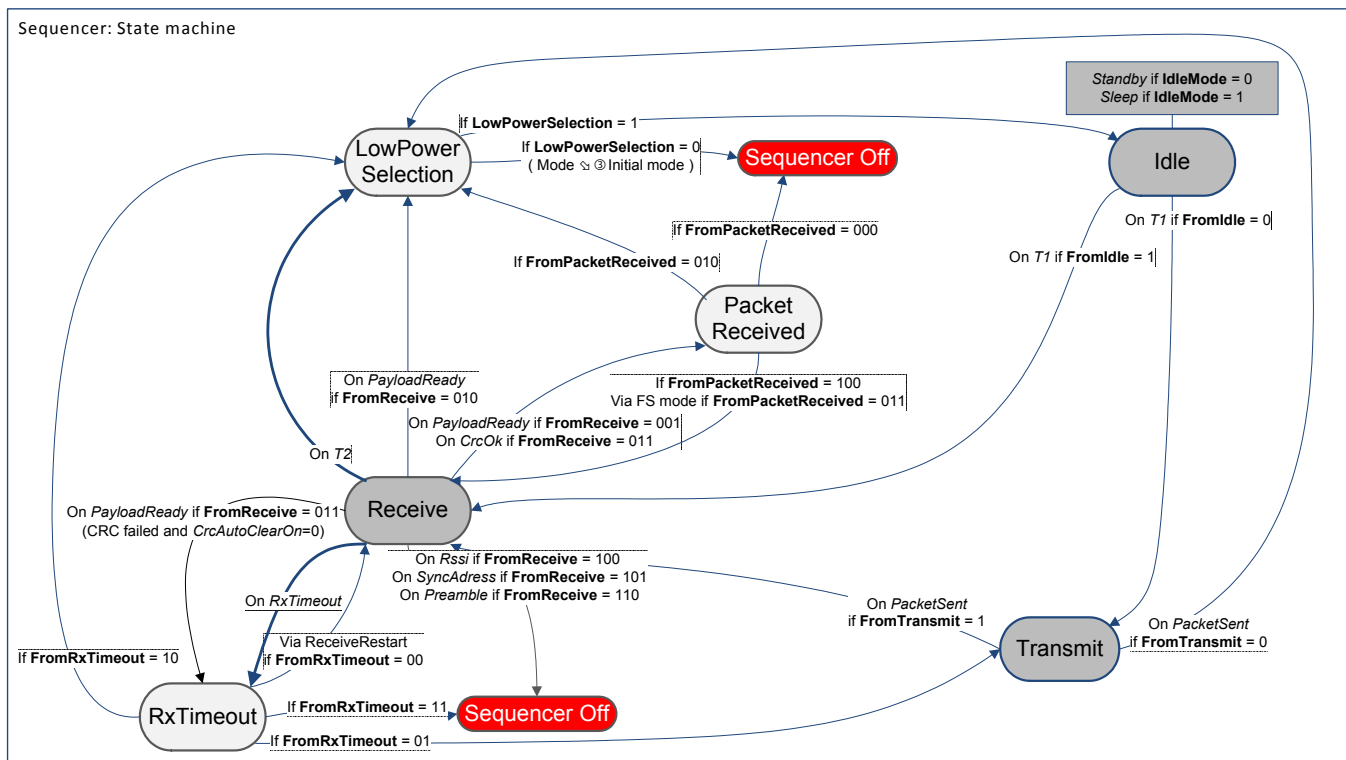 Sequencer: State machine
Standby if IdleMode = 0
Sleep if IdleMode = 1
If LowPowerSelection = 1
LowPower
Selection
If LowPowerSelection = 0
( Mode ⇘ ③ Initial mode )
Sequencer Off
Idle
On T1 if FromIdle = 0
If FromPacketReceived = 000
On T1 if FromIdle = 1
If FromPacketReceived = 010
Packet
Received
On PayloadReady
if FromReceive = 010
If FromPacketReceived = 100
Via FS mode if FromPacketReceived = 011
On PayloadReady if FromReceive = 001
On CrcOk if FromReceive = 011
On T2
Receive
On PayloadReady if FromReceive = 011
(CRC failed and CrcAutoClearOn=0)
On Rssi if FromReceive = 100
On SyncAdress if FromReceive = 101
On Preamble if FromReceive = 110
On RxTimeout
On PacketSent
if FromTransmit = 1
On PacketSent
if FromTransmit = 0
Transmit
Via ReceiveRestart
if FromRxTimeout = 00
If FromRxTimeout = 10
RxTimeout
If FromRxTimeout = 11
Sequencer Off
If FromRxTimeout = 01